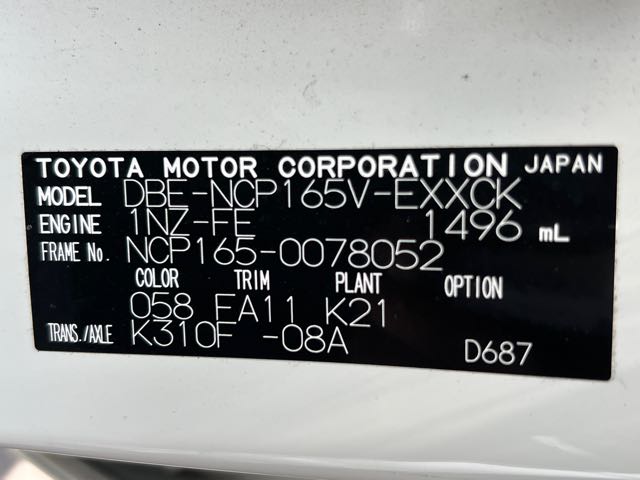 TOYOTA MOTOR CORPORATION JAPAN
MODEL DBE-NCP165V-EXXCK
ENGINE 1NZ-FE 1496 mL
FRAME No. NCP165-0078052
COLOR TRIM PLANT OPTION
058 FA11 K21
TRANS./AXLE K310F -08A
D687